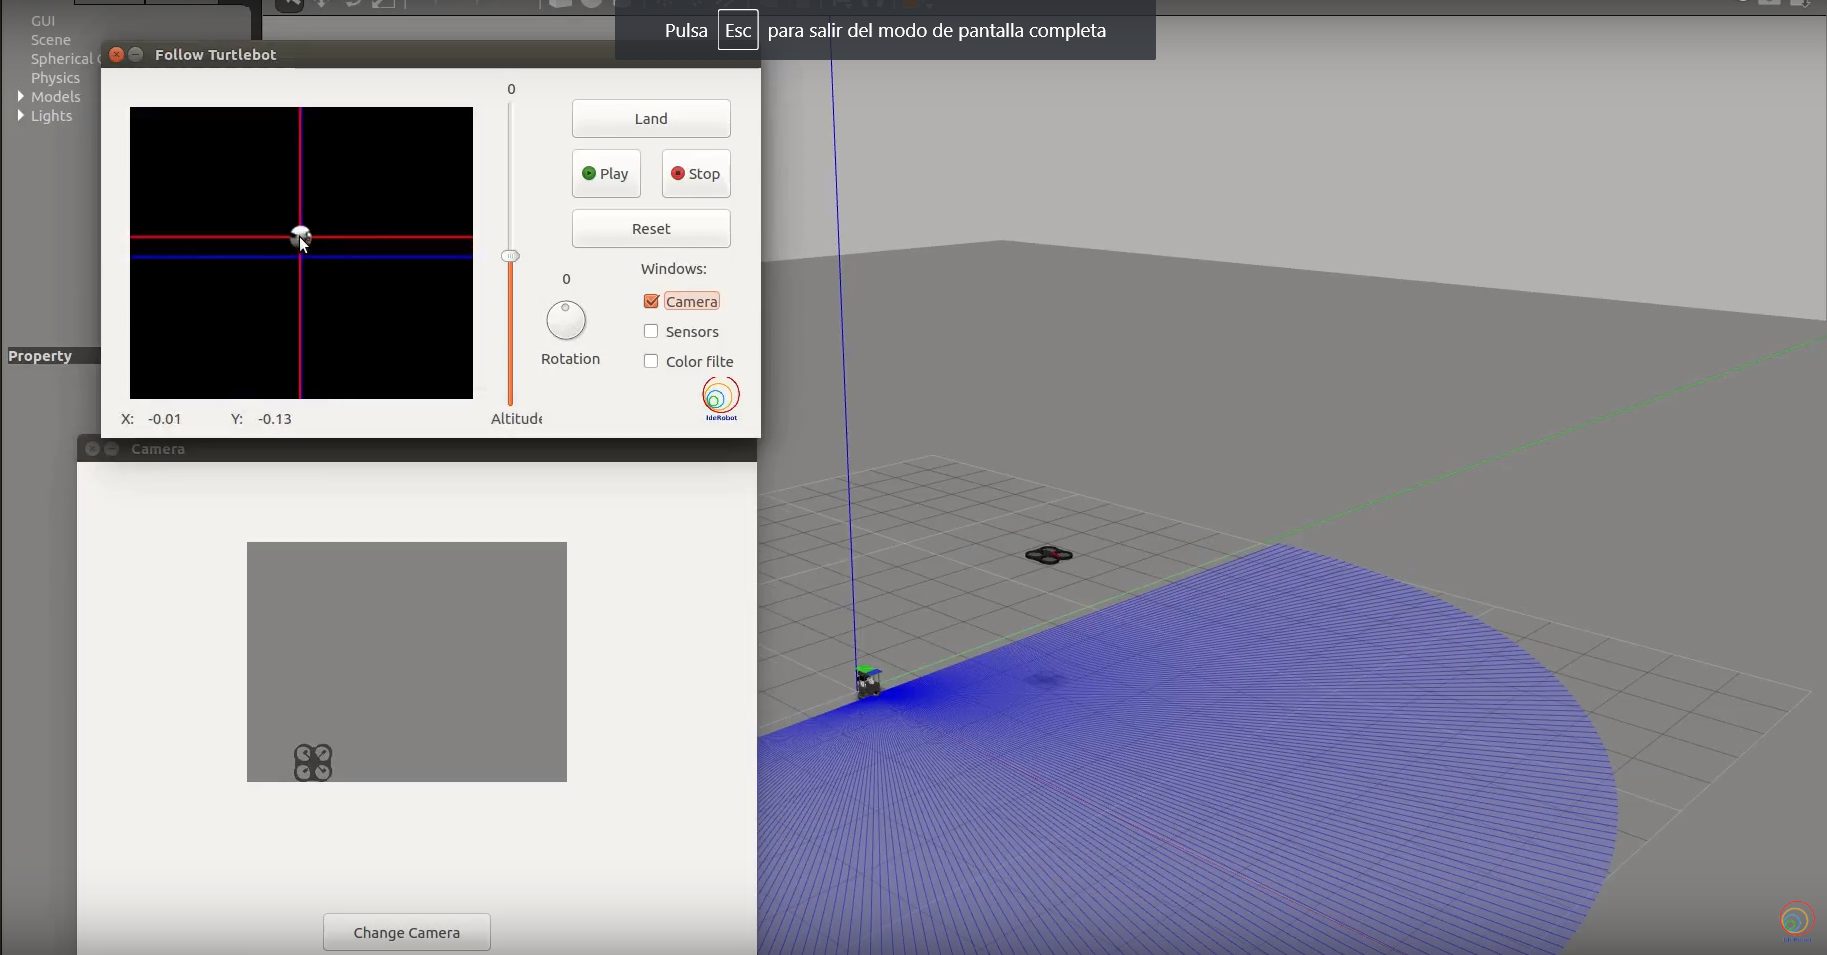 Pulsa Esc para salir del modo de pantalla completa
GUI
Scene
Spherical
Physics
Models
Lights
Property
Follow Turtlebot
0
Land
Play
Stop
Reset
Windows:
0
Camera
Sensors
Rotation
Color filte
X: -0.01 Y: -0.13
Altitude
JdeRobot
Camera
Change Camera
JdeRobot